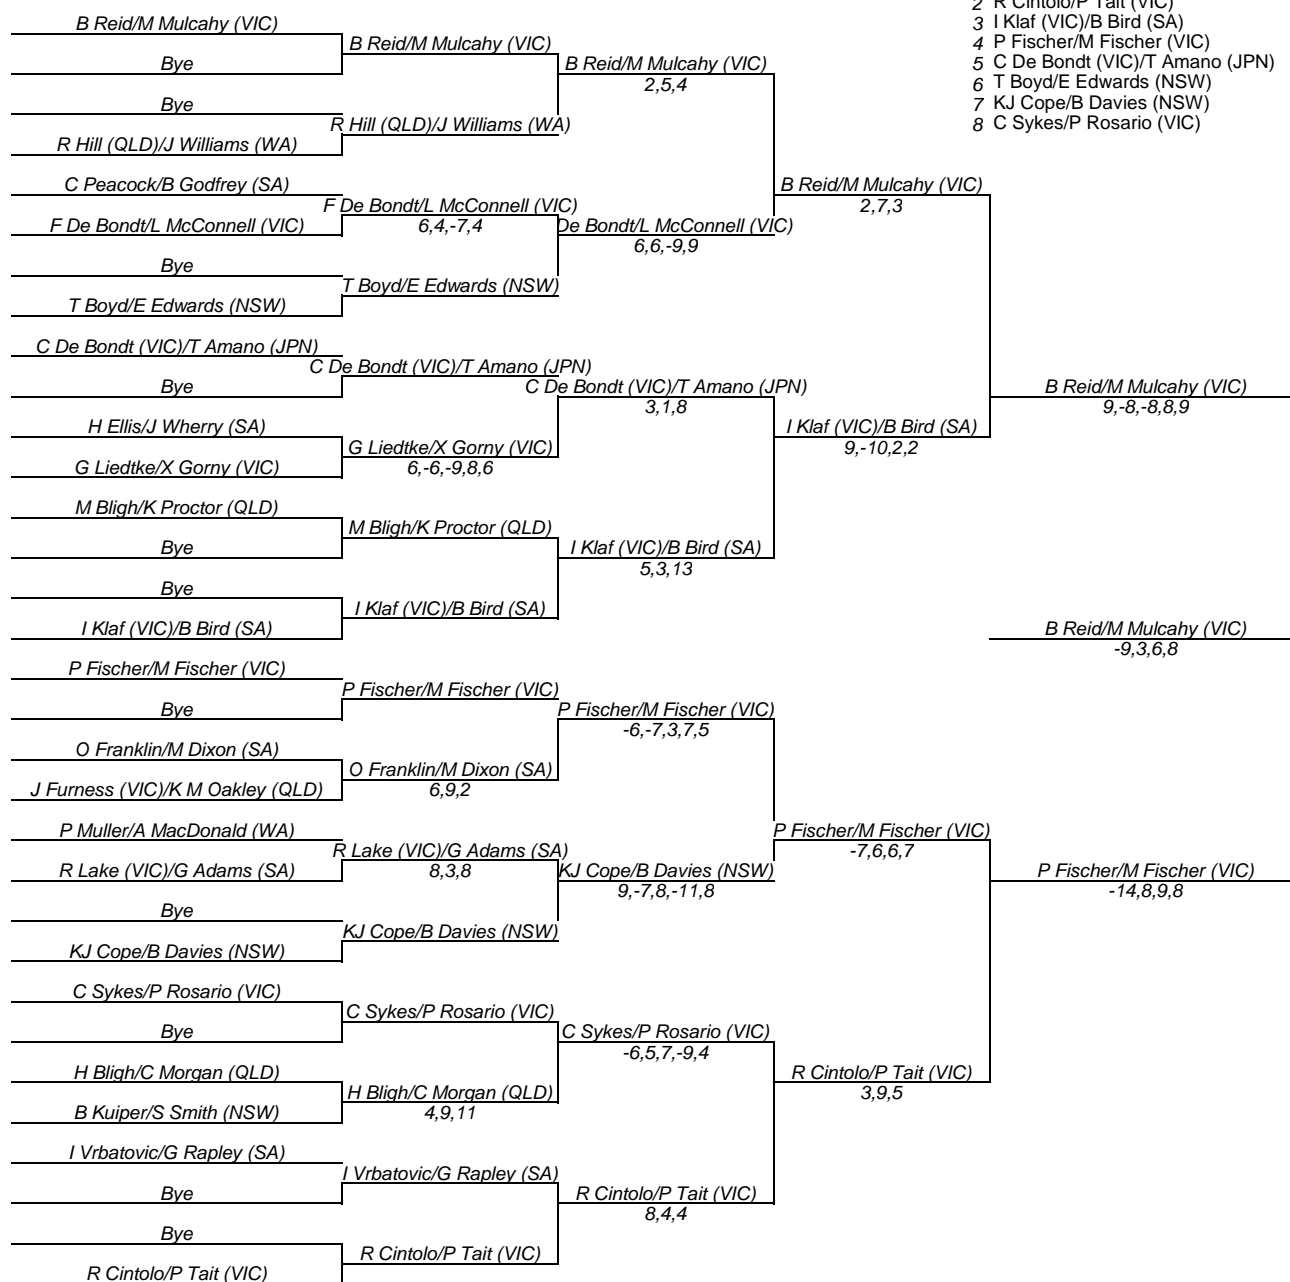 2 R Cintolo/P Tait (VIC)
3 I Klaf (VIC)/B Bird (SA)
4 P Fischer/M Fischer (VIC)
5 C De Bondt (VIC)/T Amano (JPN)
6 T Boyd/E Edwards (NSW)
7 KJ Cope/B Davies (NSW)
8 C Sykes/P Rosario (VIC)
B Reid/M Mulcahy (VIC)
Bye
Bye
R Hill (QLD)/J Williams (WA)
C Peacock/B Godfrey (SA)
F De Bondt/L McConnell (VIC)
Bye
T Boyd/E Edwards (NSW)
C De Bondt (VIC)/T Amano (JPN)
Bye
H Ellis/J Wherry (SA)
G Liedtke/X Gorny (VIC)
M Bligh/K Proctor (QLD)
Bye
Bye
I Klaf (VIC)/B Bird (SA)
P Fischer/M Fischer (VIC)
Bye
O Franklin/M Dixon (SA)
J Furness (VIC)/K M Oakley (QLD)
P Muller/A MacDonald (WA)
R Lake (VIC)/G Adams (SA)
Bye
KJ Cope/B Davies (NSW)
C Sykes/P Rosario (VIC)
Bye
H Bligh/C Morgan (QLD)
B Kuiper/S Smith (NSW)
I Vrbatovic/G Rapley (SA)
Bye
Bye
R Cintolo/P Tait (VIC)
B Reid/M Mulcahy (VIC)
R Hill (QLD)/J Williams (WA)
F De Bondt/L McConnell (VIC)
6,4,-7,4
T Boyd/E Edwards (NSW)
C De Bondt (VIC)/T Amano (JPN)
G Liedtke/X Gorny (VIC)
6,-6,-9,8,6
M Bligh/K Proctor (QLD)
I Klaf (VIC)/B Bird (SA)
P Fischer/M Fischer (VIC)
O Franklin/M Dixon (SA)
6,9,2
R Lake (VIC)/G Adams (SA)
8,3,8
KJ Cope/B Davies (NSW)
C Sykes/P Rosario (VIC)
H Bligh/C Morgan (QLD)
4,9,11
I Vrbatovic/G Rapley (SA)
R Cintolo/P Tait (VIC)
B Reid/M Mulcahy (VIC)
2,5,4
De Bondt/L McConnell (VIC)
6,6,-9,9
C De Bondt (VIC)/T Amano (JPN)
3,1,8
I Klaf (VIC)/B Bird (SA)
5,3,13
P Fischer/M Fischer (VIC)
-6,-7,3,7,5
KJ Cope/B Davies (NSW)
9,-7,8,-11,8
C Sykes/P Rosario (VIC)
-6,5,7,-9,4
R Cintolo/P Tait (VIC)
8,4,4
B Reid/M Mulcahy (VIC)
2,7,3
I Klaf (VIC)/B Bird (SA)
9,-10,2,2
P Fischer/M Fischer (VIC)
-7,6,6,7
R Cintolo/P Tait (VIC)
3,9,5
B Reid/M Mulcahy (VIC)
9,-8,-8,8,9
B Reid/M Mulcahy (VIC)
-9,3,6,8
P Fischer/M Fischer (VIC)
-14,8,9,8